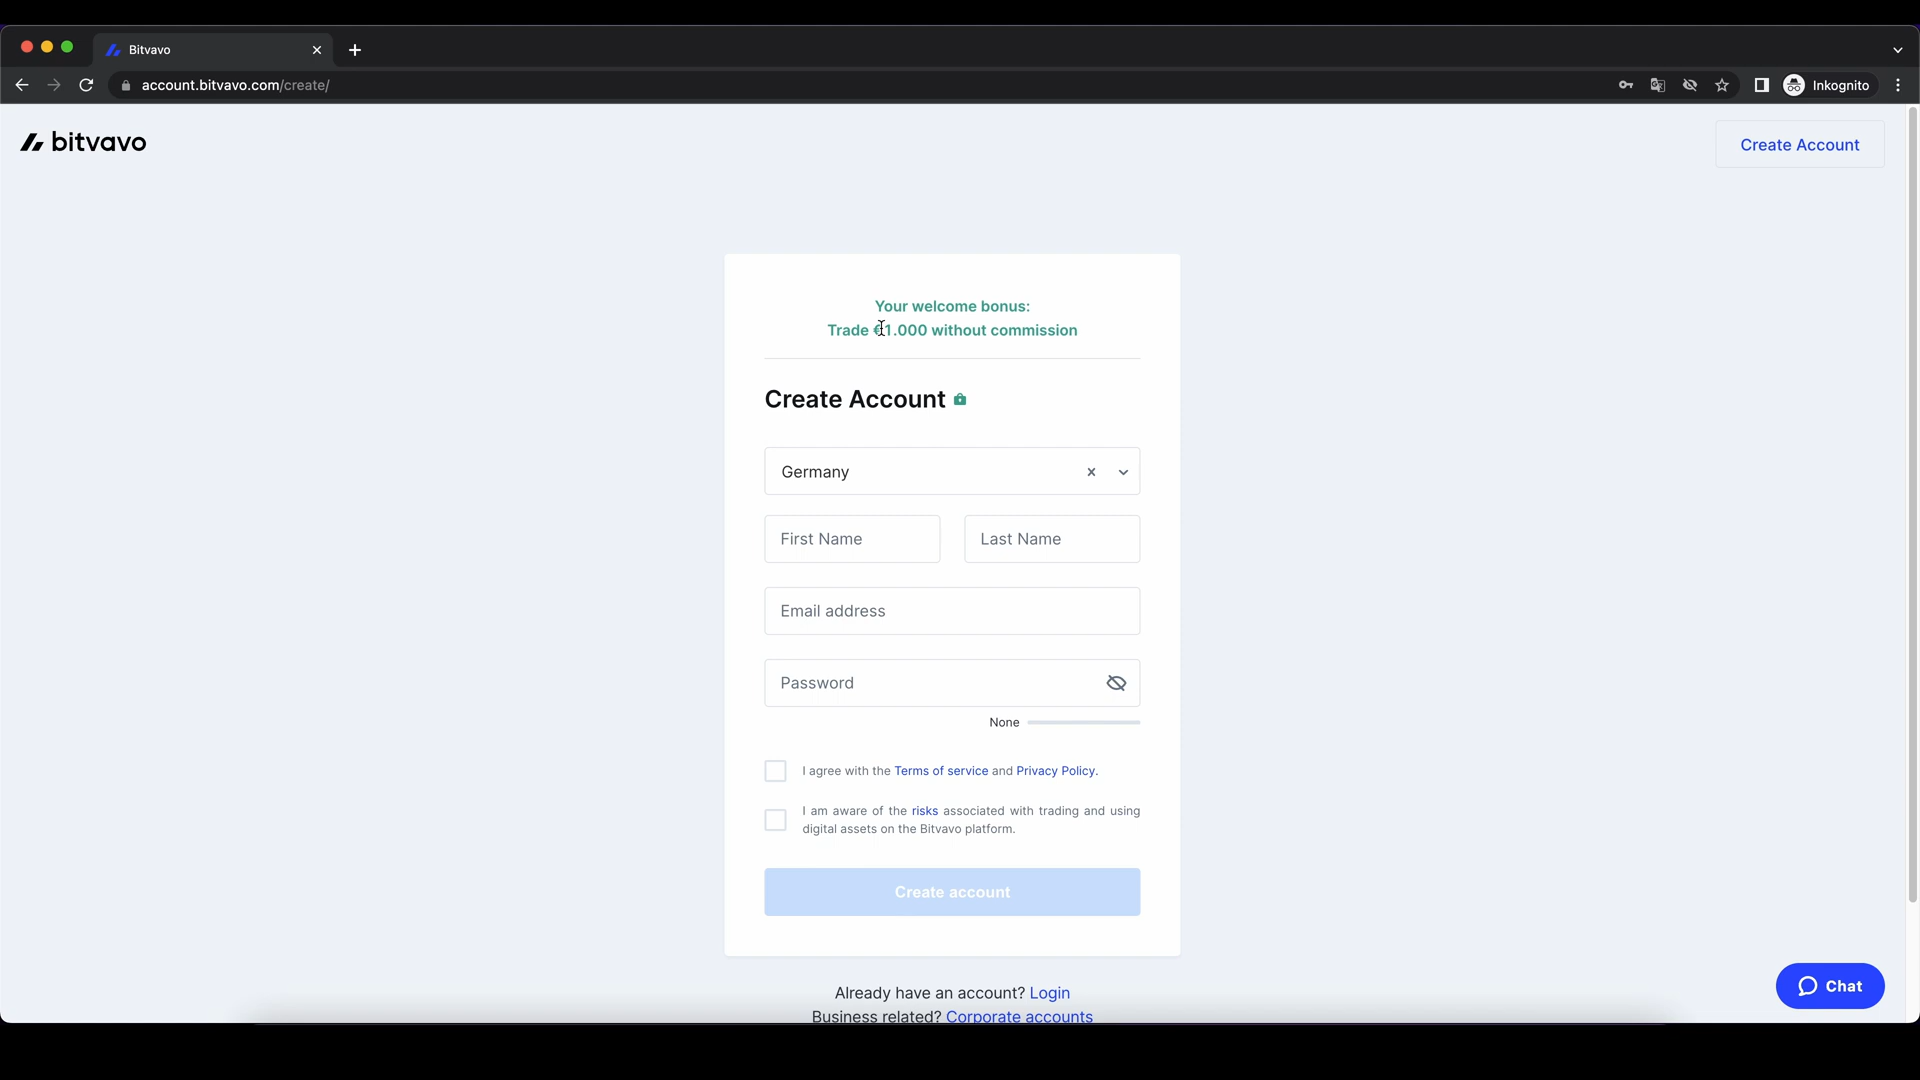 Bitvavo
account.bitvavo.com/create/
Inkognito
bitvavo
Create Account
Your welcome bonus:
Trade €1.000 without commission
Create Account
Germany
First Name
Last Name
Email address
Password
None
I agree with the Terms of service and Privacy Policy.
I am aware of the risks associated with trading and using
digital assets on the Bitvavo platform.
Create account
Already have an account? Login
Business related? Corporate accounts
Chat